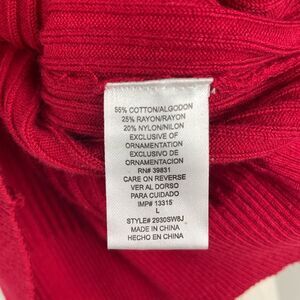 55% COTTON/ALGODON
25% RAYON/RAYON
20% NYLON/NILON
EXCLUSIVE OF
ORNAMENTATION
EXCLUSIVO DE
ORNAMENTACION
RN# 39831
CARE ON REVERSE
VER AL DORSO
PARA CUIDADO
IMP# 13315
L
STYLE# 2930SW8J
MADE IN CHINA
HECHO EN CHINA